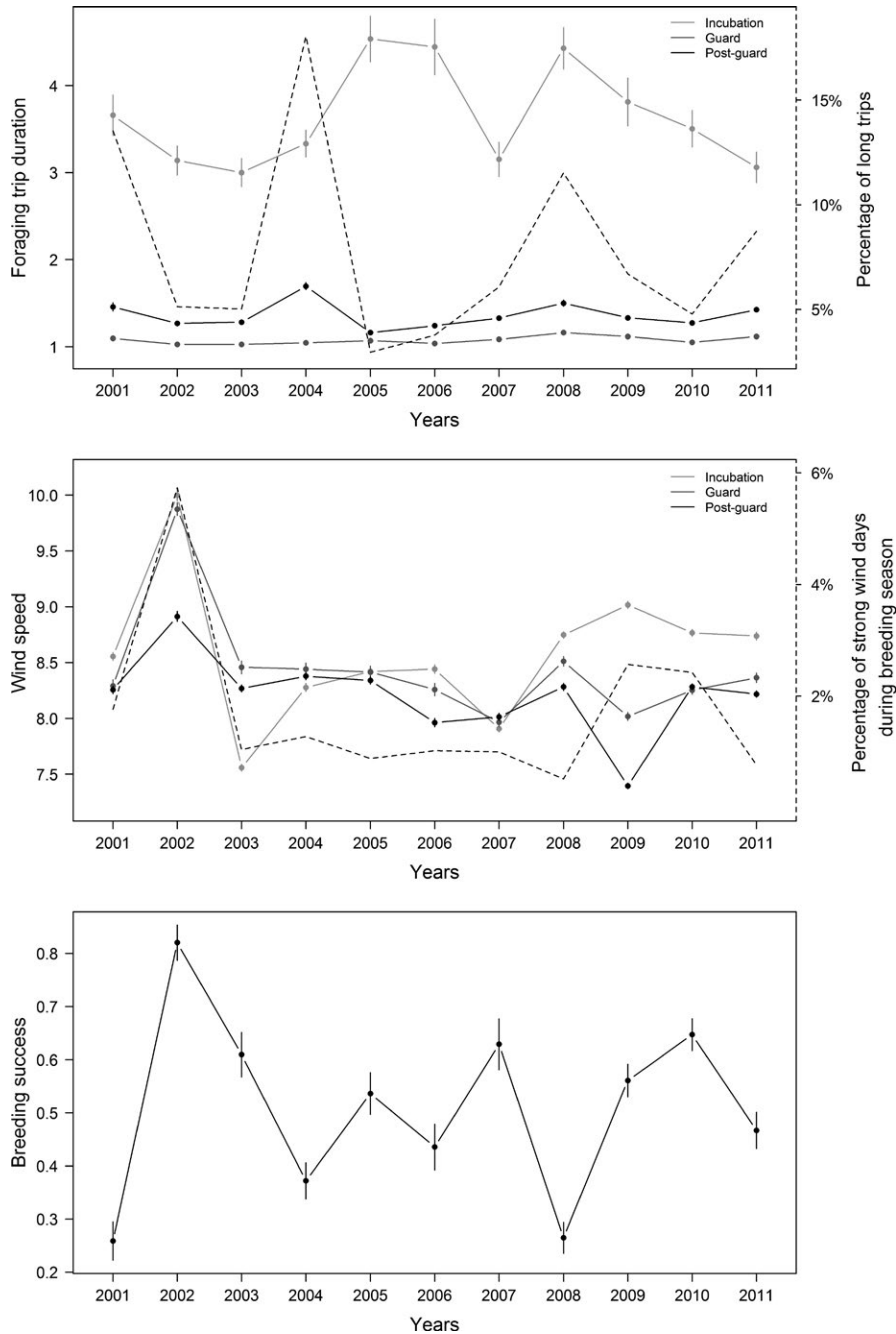 Incubation
Guard
Post-guard
4
3
2
1
Foraging trip duration
15%
10%
5%
Percentage of long trips
2001 2002 2003 2004 2005 2006 2007 2008 2009 2010 2011
Years
Incubation
Guard
Post-guard
10.0
9.5
9.0
8.5
8.0
7.5
Wind speed
6%
4%
2%
Percentage of strong wind days
during breeding season
2001 2002 2003 2004 2005 2006 2007 2008 2009 2010 2011
Years
0.8
0.7
0.6
0.5
0.4
0.3
0.2
Breeding success
2001 2002 2003 2004 2005 2006 2007 2008 2009 2010 2011
Years